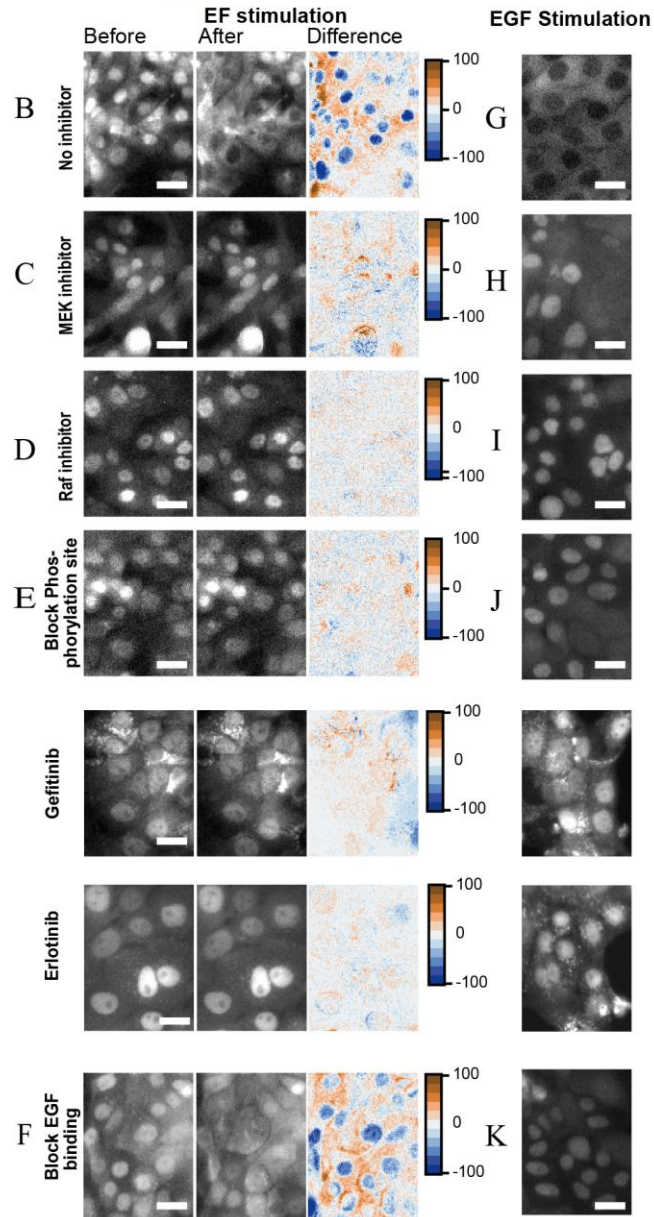 EF stimulation
EGF Stimulation
Before
After
Difference
B
No inhibitor
100
0
-100
G
C
MEK inhibitor
100
0
-100
H
D
Raf inhibitor
100
0
-100
I
E
Block Phos-
phorylation site
100
0
-100
J
Gefitinib
100
0
-100
Erlotinib
100
0
-100
F
Block EGF
binding
100
0
-100
K